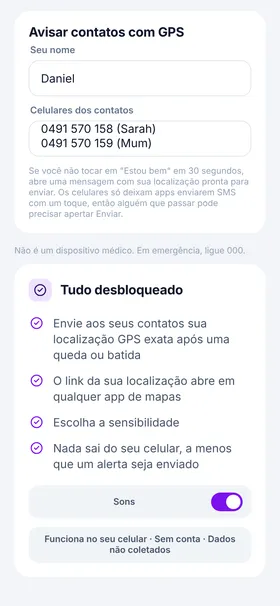 Avisar contatos com GPS
Seu nome
Daniel
Celulares dos contatos
0491 570 158 (Sarah)
0491 570 159 (Mum)
Se você não tocar em "Estou bem" em 30 segundos,
abre uma mensagem com sua localização pronta para
enviar. Os celulares só deixam apps enviarem SMS
com um toque, então alguém que passar pode
precisar apertar Enviar.
Não é um dispositivo médico. Em emergência, ligue 000.
Tudo desbloqueado
Envie aos seus contatos sua
localização GPS exata após uma
queda ou batida
O link da sua localização abre em
qualquer app de mapas
Escolha a sensibilidade
Nada sai do seu celular, a menos
que um alerta seja enviado
Sons
Funciona no seu celular · Sem conta · Dados
não coletados